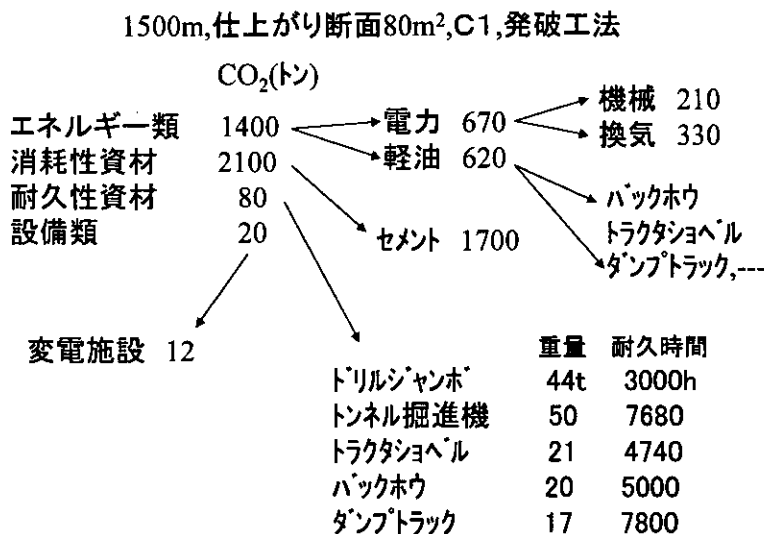 1500m,仕上がり断面80m²,C1,発破工法
CO₂(トン)
エネルギー類 1400 電力 670 機械 210
換気 330
消耗性資材 2100 軽油 620
耐久性資材 80 バックホウ
設備類 20 セメント 1700 トラクタショベル
ダンプトラック,---
変電施設 12
重量 耐久時間
ドリルジャンボ 44t 3000h
トンネル掘進機 50 7680
トラクタショベル 21 4740
バックホウ 20 5000
ダンプトラック 17 7800